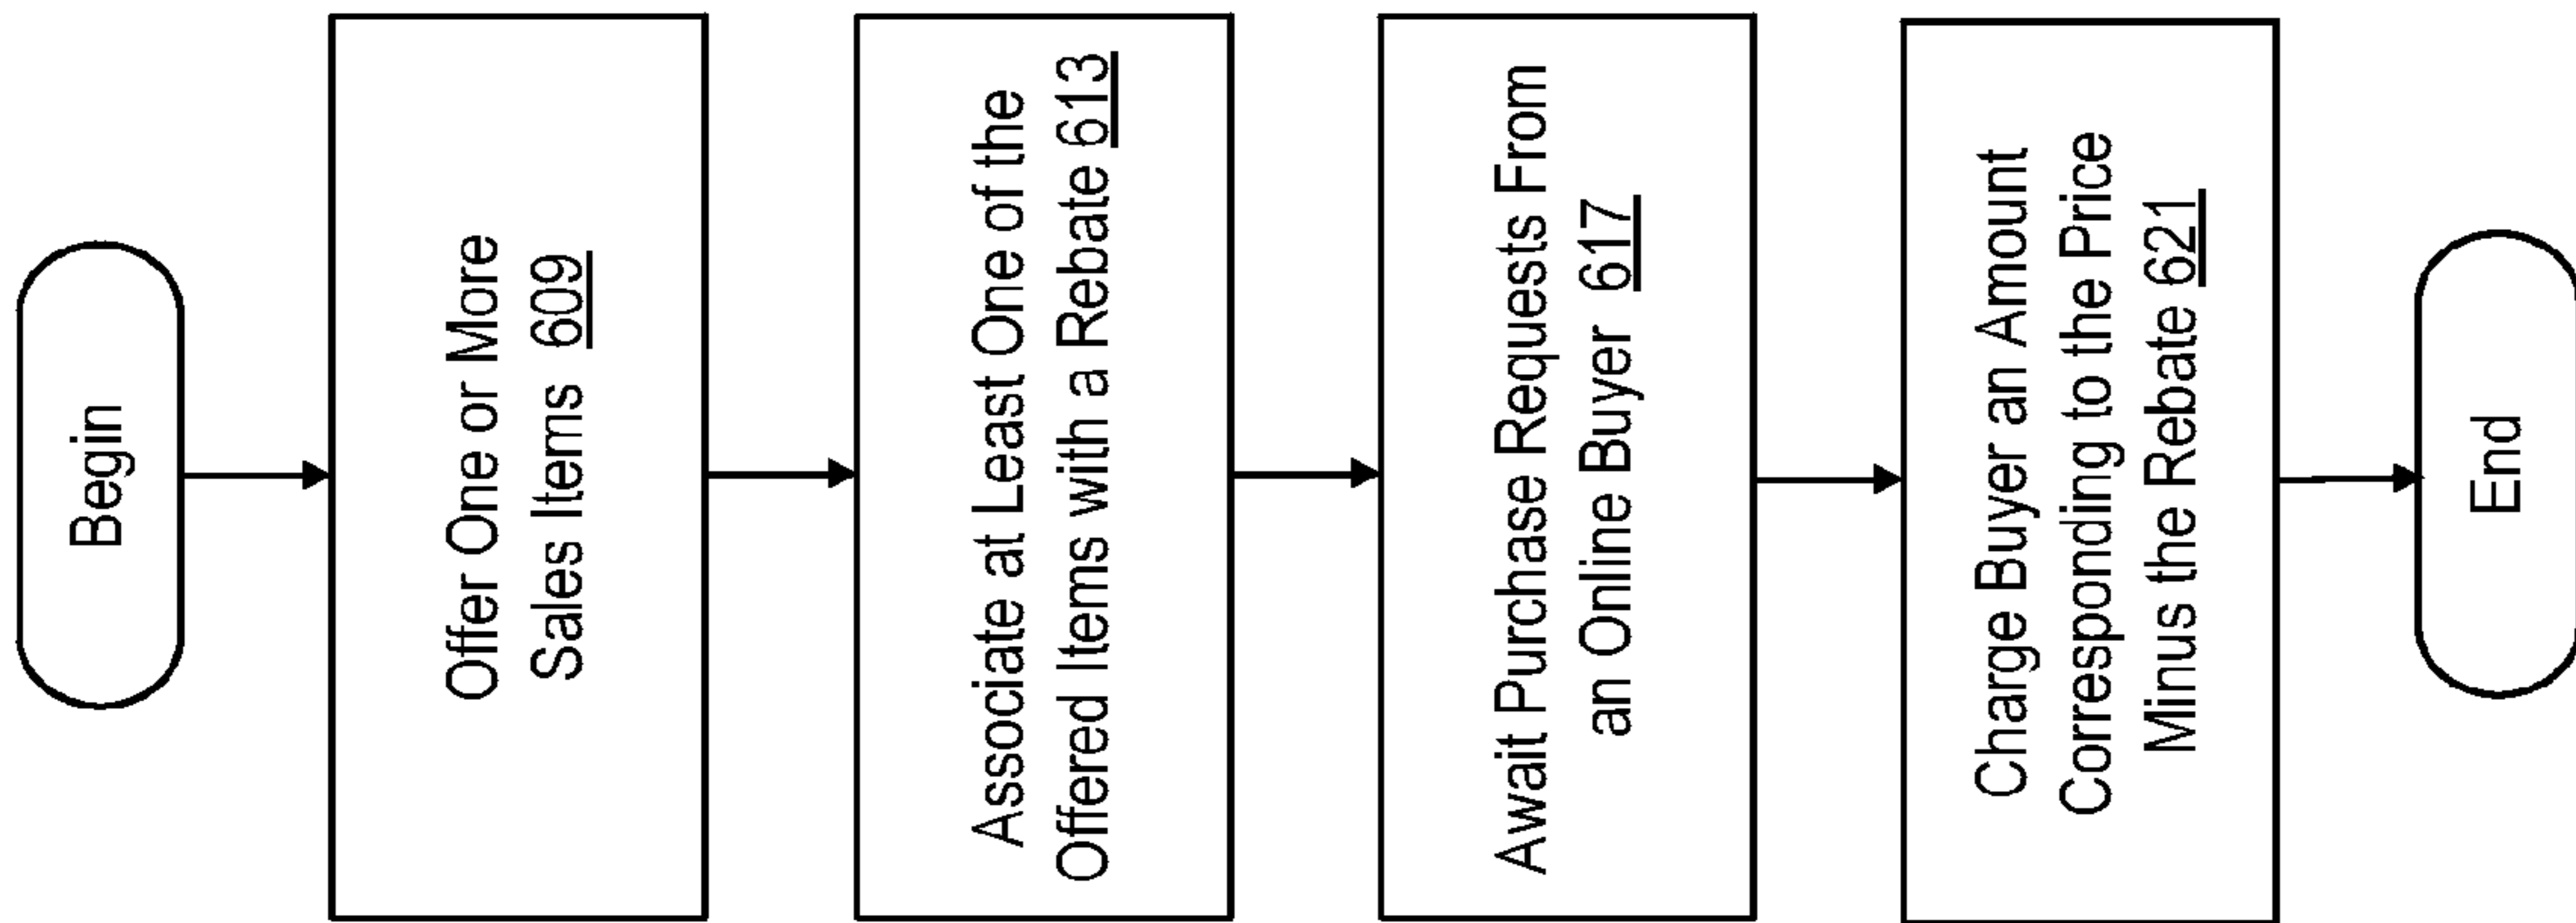 Begin
Offer One or More
Sales Items 609
Associate at Least One of the
Offered Items with a Rebate 613
Await Purchase Requests From
an Online Buyer 617
Charge Buyer an Amount
Corresponding to the Price
Minus the Rebate 621
End